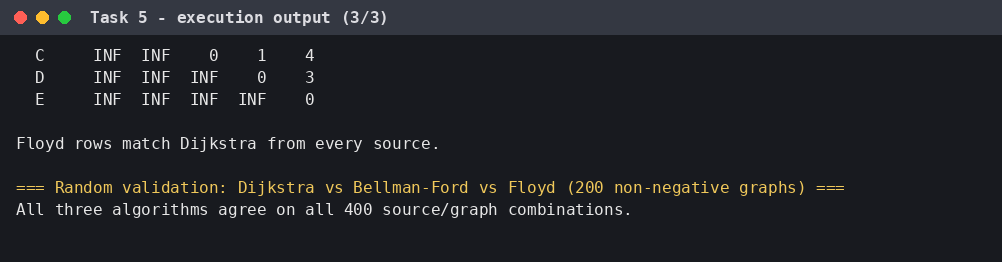 Task 5 - execution output (3/3)
C     INF  INF    0    1    4
D     INF  INF  INF    0    3
E     INF  INF  INF  INF    0
Floyd rows match Dijkstra from every source.
=== Random validation: Dijkstra vs Bellman-Ford vs Floyd (200 non-negative graphs) ===
All three algorithms agree on all 400 source/graph combinations.